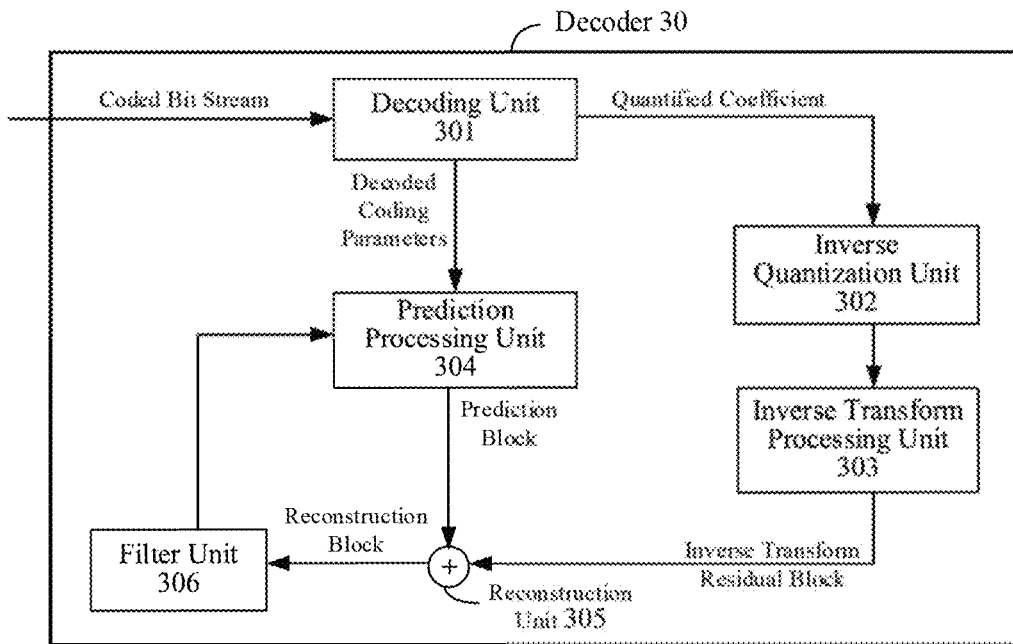 Decoder 30
Coded Bit Stream
Decoding Unit
301
Quantified Coefficient
Decoded
Coding
Parameters
Inverse
Quantization Unit
302
Prediction
Processing Unit
304
Prediction
Block
Inverse Transform
Processing Unit
303
Reconstruction
Block
Filter Unit
306
+
Inverse Transform
Residual Block
Reconstruction
Unit 305